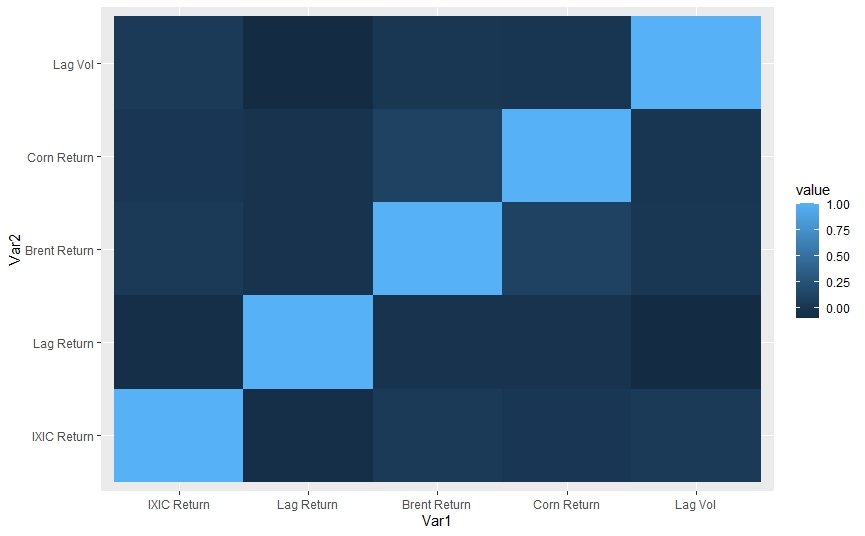 Var2
Lag Vol
Corn Return
Brent Return
Lag Return
IXIC Return
IXIC Return Lag Return Brent Return Corn Return Lag Vol
Var1
value
1.00
0.75
0.50
0.25
0.00